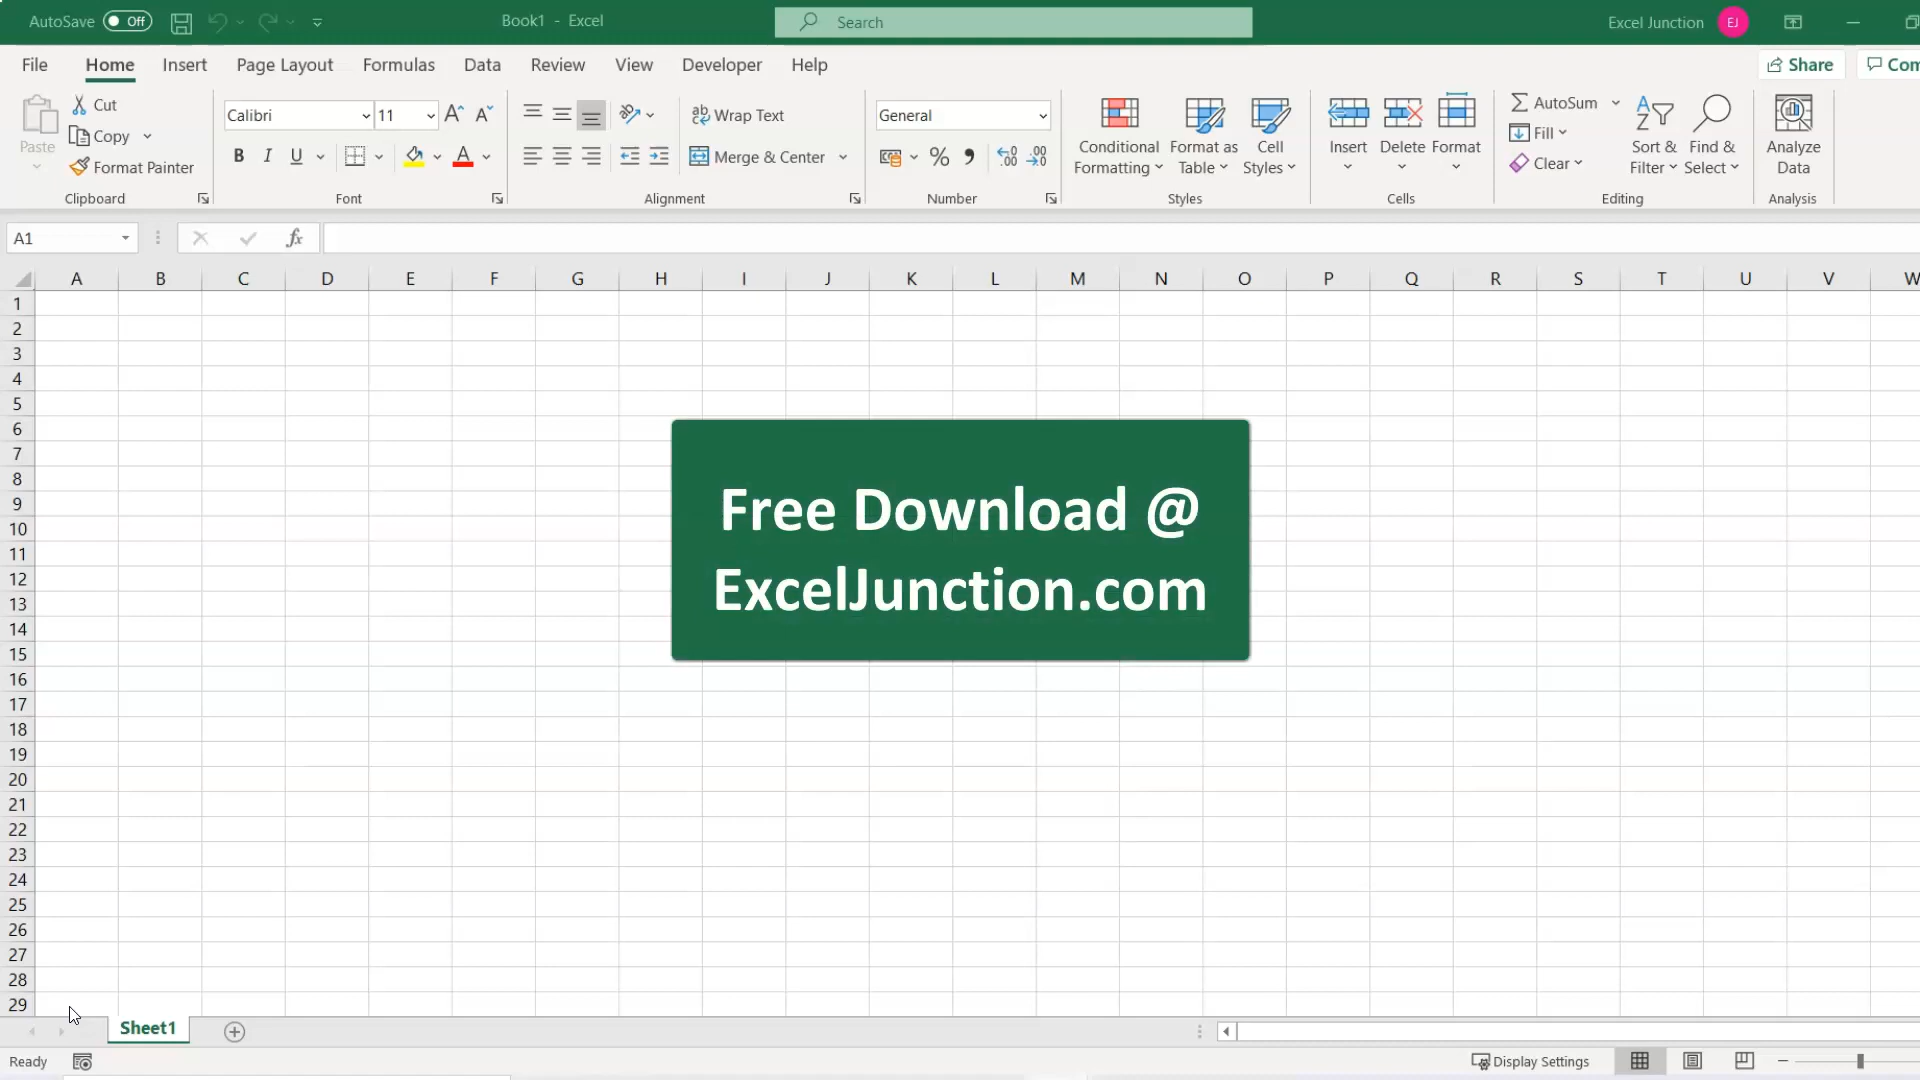 AutoSave Off
Book1 - Excel
Search
Excel Junction EJ
File Home Insert Page Layout Formulas Data Review View Developer Help
Share
Com
Paste
Cut
Copy
Format Painter
Clipboard
Calibri 11
B I U A
Font
Wrap Text
Merge & Center
Alignment
General
%
Number
Conditional Formatting
Format as Table
Cell Styles
Styles
Insert Delete Format
Cells
AutoSum
Fill
Clear
Sort & Filter
Find & Select
Editing
Analyze Data
Analysis
A1 fx
A B C D E F G H I J K L M N O P Q R S T U V W
1
2
3
4
5
6
7
8
9
10
11
12
13
14
15
16
17
18
19
20
21
22
23
24
25
26
27
28
29
Free Download @
ExcelJunction.com
Sheet1
Ready
Display Settings